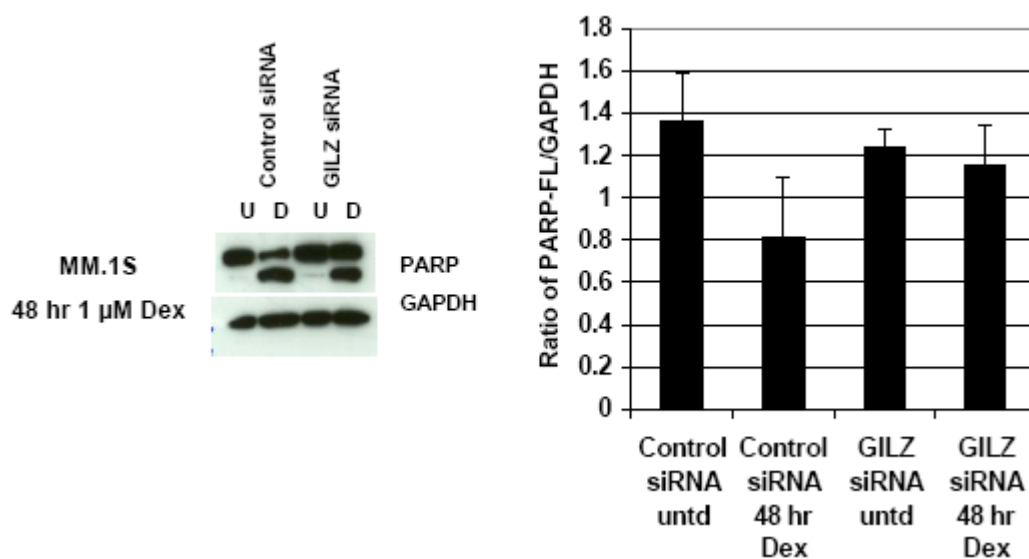 Control siRNA
GILZ siRNA
U D U D
MM.1S
48 hr 1 µM Dex
PARP
GAPDH
Ratio of PARP-FL/GAPDH
1.8
1.6
1.4
1.2
1
0.8
0.6
0.4
0.2
0
Control
siRNA
untd
Control
siRNA
48 hr
Dex
GILZ
siRNA
untd
GILZ
siRNA
48 hr
Dex